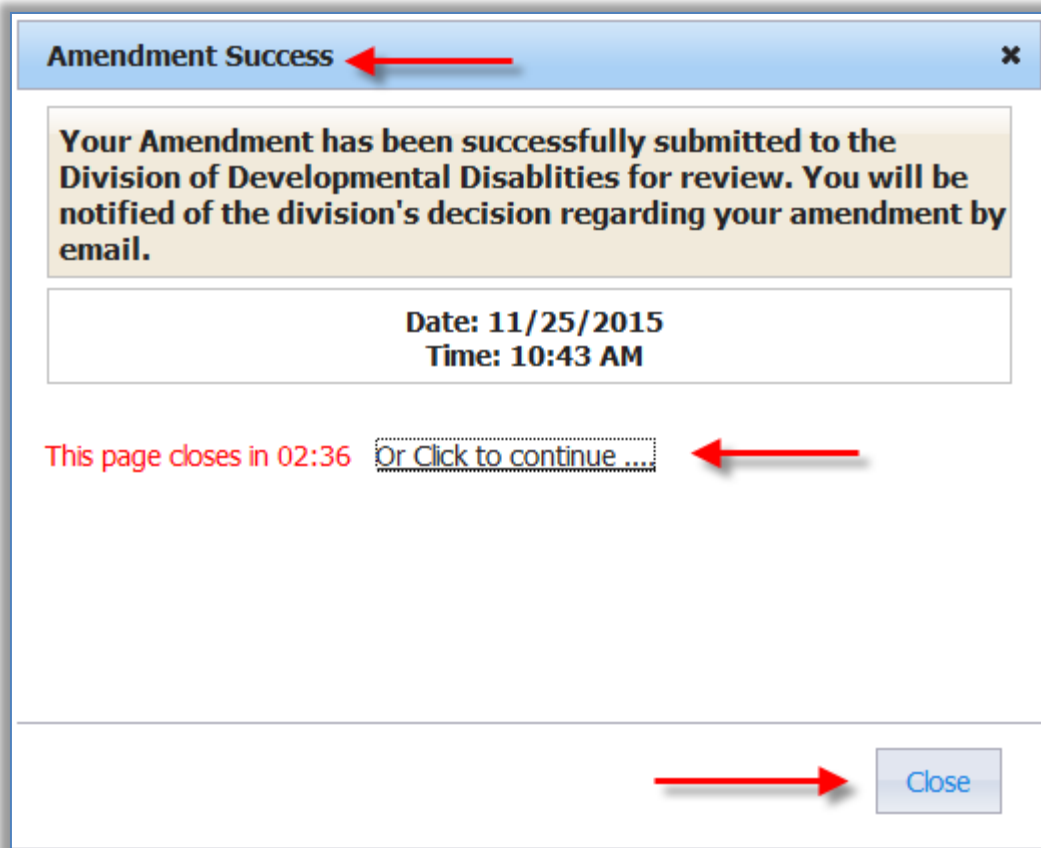 Amendment Success
Your Amendment has been successfully submitted to the
Division of Developmental Disablities for review. You will be
notified of the division's decision regarding your amendment by
email.
Date: 11/25/2015
Time: 10:43 AM
This page closes in 02:36 Or Click to continue ....
Close